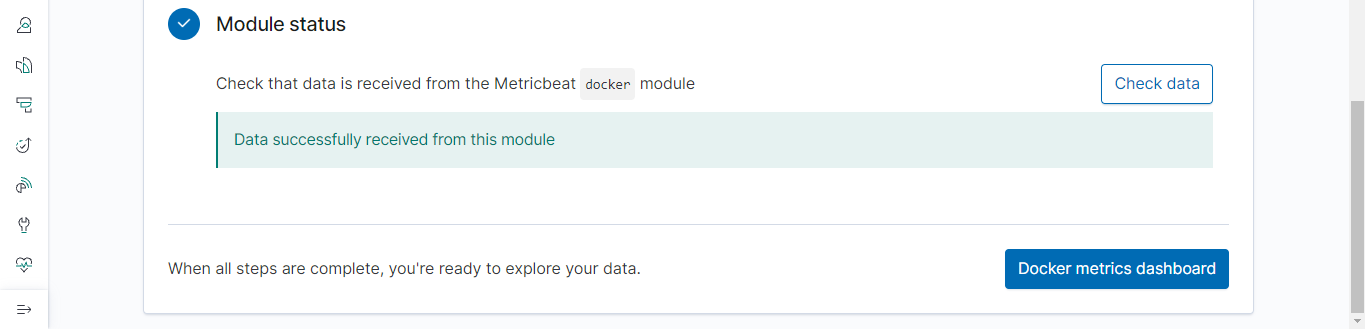 Module status
Check that data is received from the Metricbeat docker module
Check data
Data successfully received from this module
When all steps are complete, you're ready to explore your data.
Docker metrics dashboard